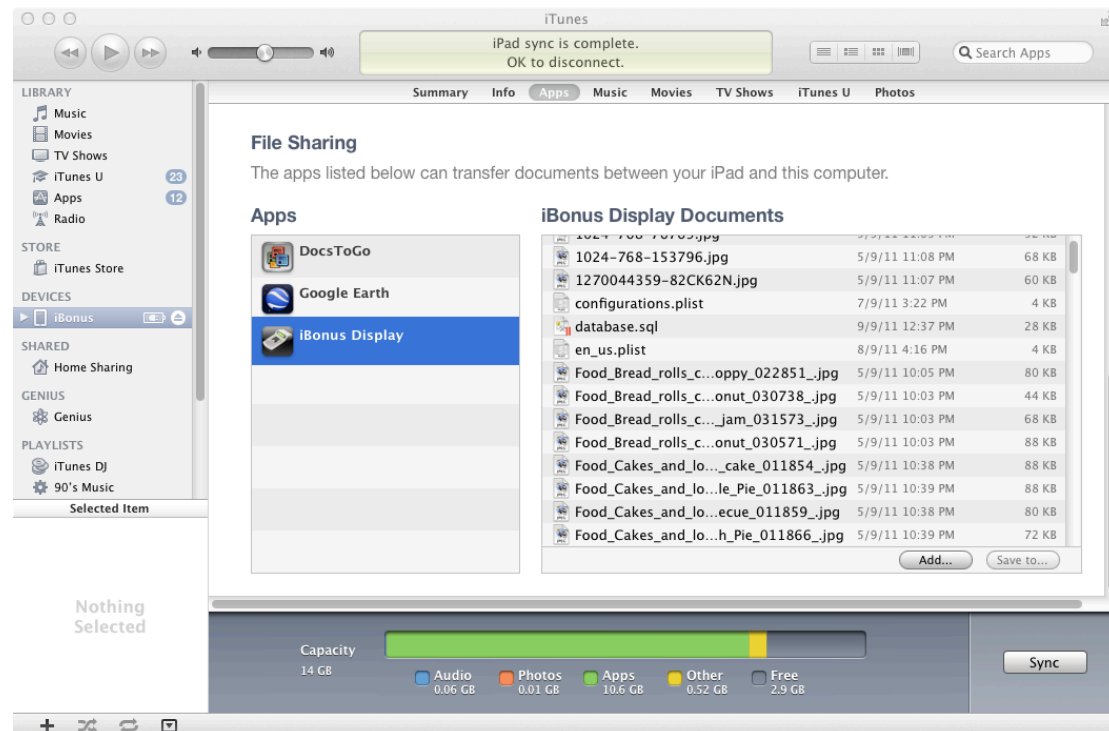 iTunes
iPad sync is complete.
OK to disconnect.
Search Apps
LIBRARY
Music
Movies
TV Shows
iTunes U 23
Apps 12
Radio
STORE
iTunes Store
DEVICES
iBonus
SHARED
Home Sharing
GENIUS
Genius
PLAYLISTS
iTunes DJ
90's Music
Selected Item
Nothing
Selected
Summary Info Apps Music Movies TV Shows iTunes U Photos
File Sharing
The apps listed below can transfer documents between your iPad and this computer.
Apps
DocsToGo
Google Earth
iBonus Display
iBonus Display Documents
1024-768-153796.jpg 5/9/11 11:08 PM 68 KB
1270044359-82CK62N.jpg 5/9/11 11:07 PM 60 KB
configurations.plist 7/9/11 3:22 PM 4 KB
database.sql 9/9/11 12:37 PM 28 KB
en_us.plist 8/9/11 4:16 PM 4 KB
Food_Bread_rolls_c...oppy_022851_.jpg 5/9/11 10:05 PM 80 KB
Food_Bread_rolls_c...onut_030738_.jpg 5/9/11 10:03 PM 44 KB
Food_Bread_rolls_c..._jam_031573_.jpg 5/9/11 10:03 PM 68 KB
Food_Bread_rolls_c...onut_030571_.jpg 5/9/11 10:03 PM 88 KB
Food_Cakes_and_lo..._cake_011854_.jpg 5/9/11 10:38 PM 88 KB
Food_Cakes_and_lo...le_Pie_011863_.jpg 5/9/11 10:39 PM 88 KB
Food_Cakes_and_lo...ecue_011859_.jpg 5/9/11 10:38 PM 80 KB
Food_Cakes_and_lo...h_Pie_011866_.jpg 5/9/11 10:39 PM 72 KB
Add... Save to...
Capacity
14 GB
Audio 0.06 GB
Photos 0.01 GB
Apps 10.6 GB
Other 0.52 GB
Free 2.9 GB
Sync